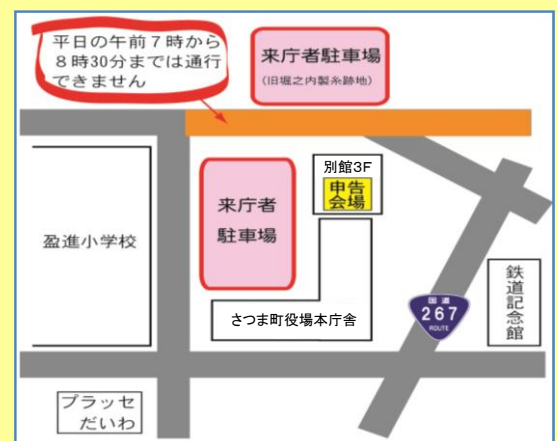 平日の午前７時から
８時30分までは通行
できません
来庁者駐車場
（旧堀之内製糸跡地）
別館3F
申告
会場
来庁者
駐車場
盈進小学校
さつま町役場本庁舎
国道
267
ROUTE
鉄道記念館
プラッセ
だいわ